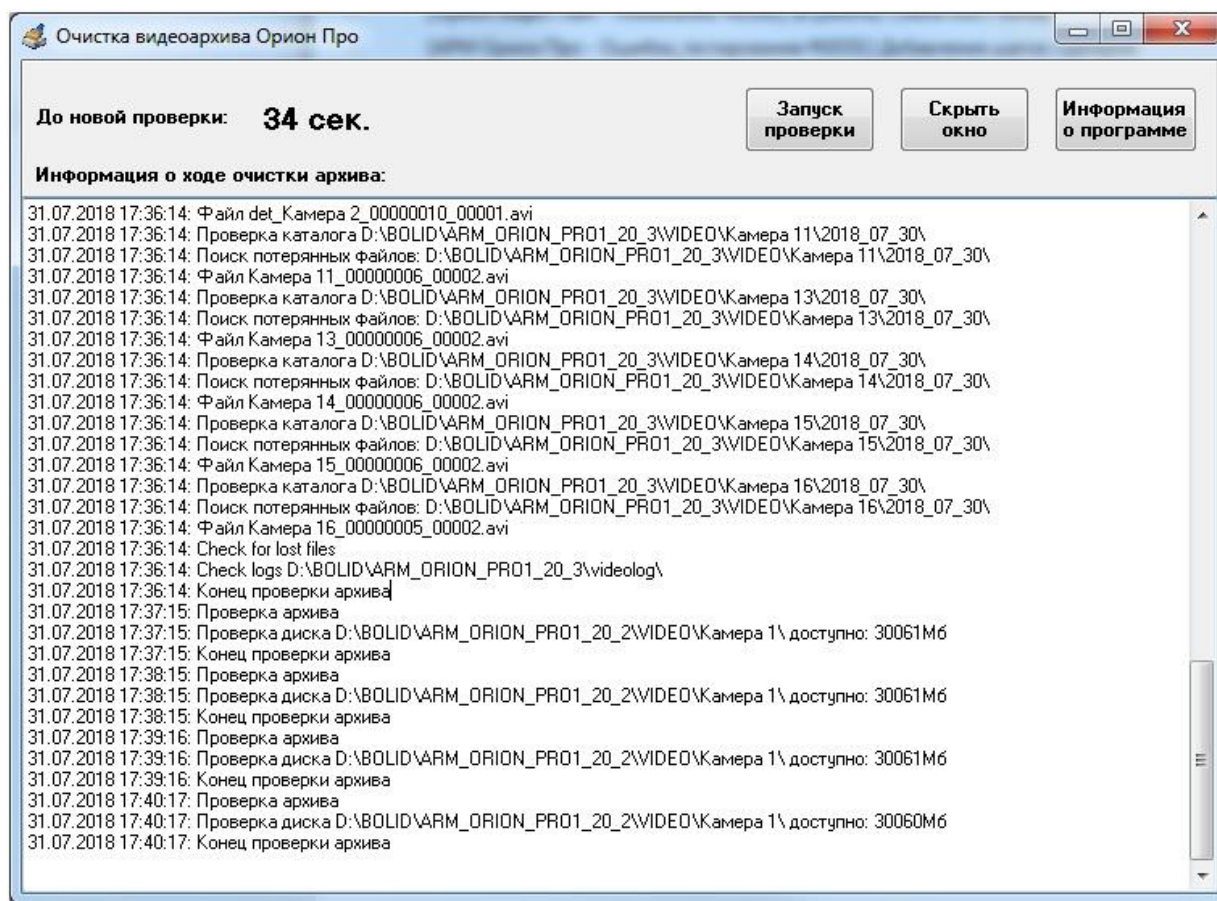 Очистка видеоархива Орион Про
До новой проверки: 34 сек.
Запуск проверки
Скрыть окно
Информация о программе
Информация о ходе очистки архива:
31.07.2018 17:36:14: Файл det_Камера 2_00000010_00001.avi
31.07.2018 17:36:14: Проверка каталога D:\BOLID\ARM_ORION_PRO1_20_3\VIDEO\Камера 11\2018_07_30\
31.07.2018 17:36:14: Поиск потерянных файлов: D:\BOLID\ARM_ORION_PRO1_20_3\VIDEO\Камера 11\2018_07_30\
31.07.2018 17:36:14: Файл Камера 11_00000006_00002.avi
31.07.2018 17:36:14: Проверка каталога D:\BOLID\ARM_ORION_PRO1_20_3\VIDEO\Камера 13\2018_07_30\
31.07.2018 17:36:14: Поиск потерянных файлов: D:\BOLID\ARM_ORION_PRO1_20_3\VIDEO\Камера 13\2018_07_30\
31.07.2018 17:36:14: Файл Камера 13_00000006_00002.avi
31.07.2018 17:36:14: Проверка каталога D:\BOLID\ARM_ORION_PRO1_20_3\VIDEO\Камера 14\2018_07_30\
31.07.2018 17:36:14: Поиск потерянных файлов: D:\BOLID\ARM_ORION_PRO1_20_3\VIDEO\Камера 14\2018_07_30\
31.07.2018 17:36:14: Файл Камера 14_00000006_00002.avi
31.07.2018 17:36:14: Проверка каталога D:\BOLID\ARM_ORION_PRO1_20_3\VIDEO\Камера 15\2018_07_30\
31.07.2018 17:36:14: Поиск потерянных файлов: D:\BOLID\ARM_ORION_PRO1_20_3\VIDEO\Камера 15\2018_07_30\
31.07.2018 17:36:14: Файл Камера 15_00000006_00002.avi
31.07.2018 17:36:14: Проверка каталога D:\BOLID\ARM_ORION_PRO1_20_3\VIDEO\Камера 16\2018_07_30\
31.07.2018 17:36:14: Поиск потерянных файлов: D:\BOLID\ARM_ORION_PRO1_20_3\VIDEO\Камера 16\2018_07_30\
31.07.2018 17:36:14: Файл Камера 16_00000005_00002.avi
31.07.2018 17:36:14: Check for lost files
31.07.2018 17:36:14: Check logs D:\BOLID\ARM_ORION_PRO1_20_3\videolog\
31.07.2018 17:36:14: Конец проверки архива
31.07.2018 17:37:15: Проверка архива
31.07.2018 17:37:15: Проверка диска D:\BOLID\ARM_ORION_PRO1_20_2\VIDEO\Камера 1\ доступно: 30061Мб
31.07.2018 17:37:15: Конец проверки архива
31.07.2018 17:38:15: Проверка архива
31.07.2018 17:38:15: Проверка диска D:\BOLID\ARM_ORION_PRO1_20_2\VIDEO\Камера 1\ доступно: 30061Мб
31.07.2018 17:38:15: Конец проверки архива
31.07.2018 17:39:16: Проверка архива
31.07.2018 17:39:16: Проверка диска D:\BOLID\ARM_ORION_PRO1_20_2\VIDEO\Камера 1\ доступно: 30061Мб
31.07.2018 17:39:16: Конец проверки архива
31.07.2018 17:40:17: Проверка архива
31.07.2018 17:40:17: Проверка диска D:\BOLID\ARM_ORION_PRO1_20_2\VIDEO\Камера 1\ доступно: 30060Мб
31.07.2018 17:40:17: Конец проверки архива